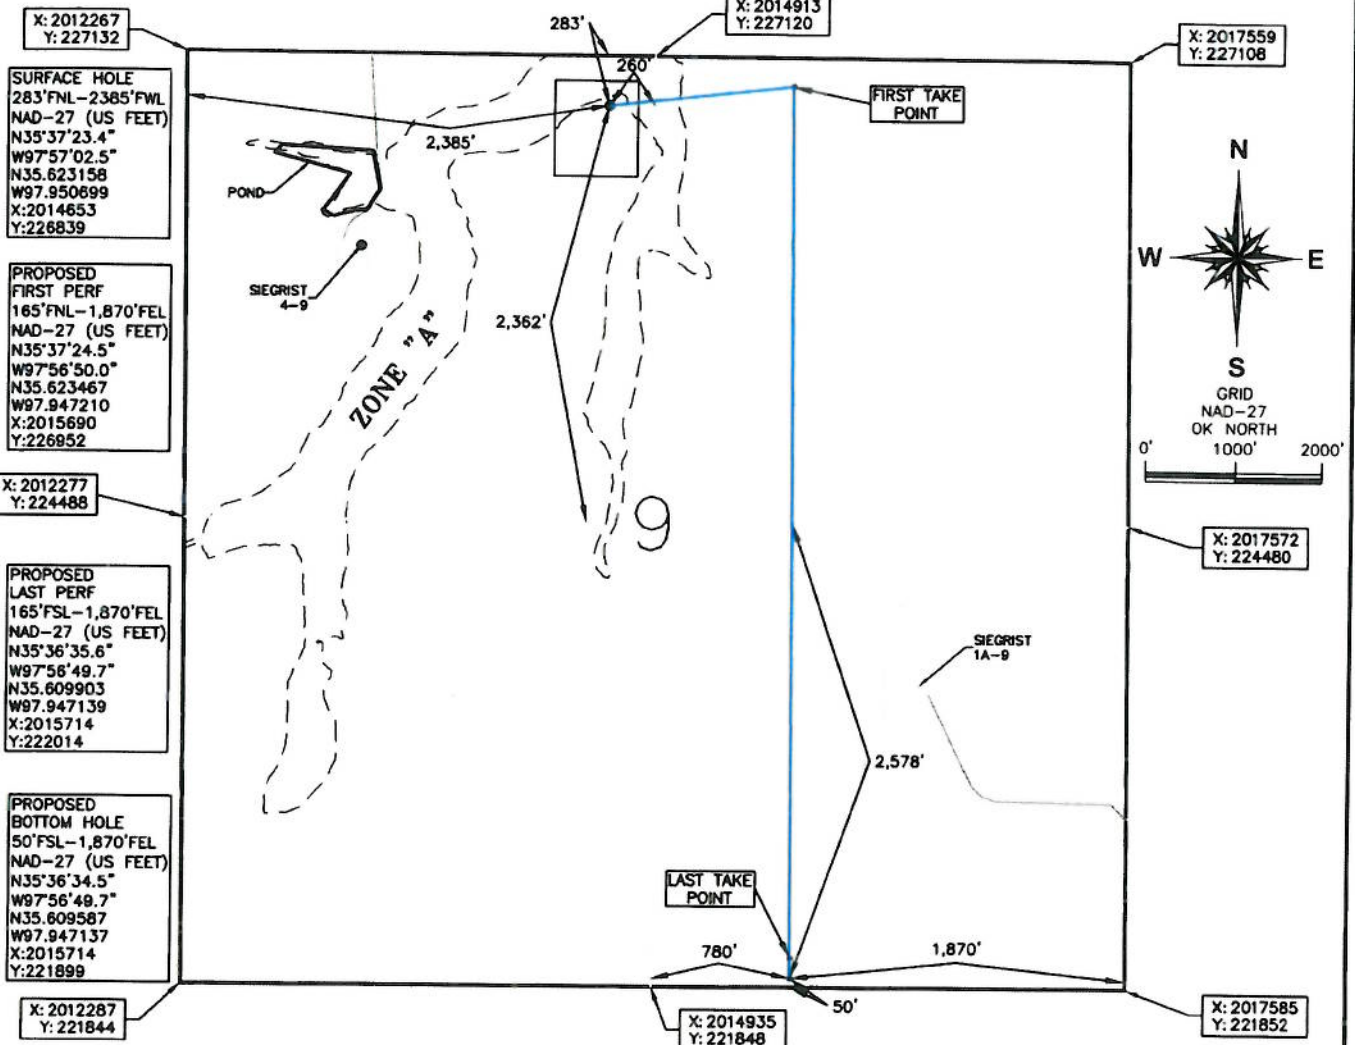 X: 2012267
Y: 227132
283'
X: 2014913
Y: 227120
X: 2017559
Y: 227108
260'
SURFACE HOLE
283'FNL-2385'FWL
NAD-27 (US FEET)
N35°37'23.4"
W97°57'02.5"
N35.623158
W97.950699
X:2014653
Y:226839
FIRST TAKE
POINT
2,385'
POND
SIEGRIST
4-9
N
W
E
S
GRID
NAD-27
OK NORTH
0'
1000'
2000'
PROPOSED
FIRST PERF
165'FNL-1,870'FEL
NAD-27 (US FEET)
N35°37'24.5"
W97°56'50.0"
N35.623467
W97.947210
X:2015690
Y:226952
2,362'
ZONE "A"
X: 2012277
Y: 224488
9
X: 2017572
Y: 224480
PROPOSED
LAST PERF
165'FSL-1,870'FEL
NAD-27 (US FEET)
N35°36'35.6"
W97°56'49.7"
N35.609903
W97.947139
X:2015714
Y:222014
SIEGRIST
1A-9
2,578'
PROPOSED
BOTTOM HOLE
50'FSL-1,870'FEL
NAD-27 (US FEET)
N35°36'34.5"
W97°56'49.7"
N35.609587
W97.947137
X:2015714
Y:221899
LAST TAKE
POINT
780'
1,870'
50'
X: 2012287
Y: 221844
X: 2014935
Y: 221848
X: 2017585
Y: 221852